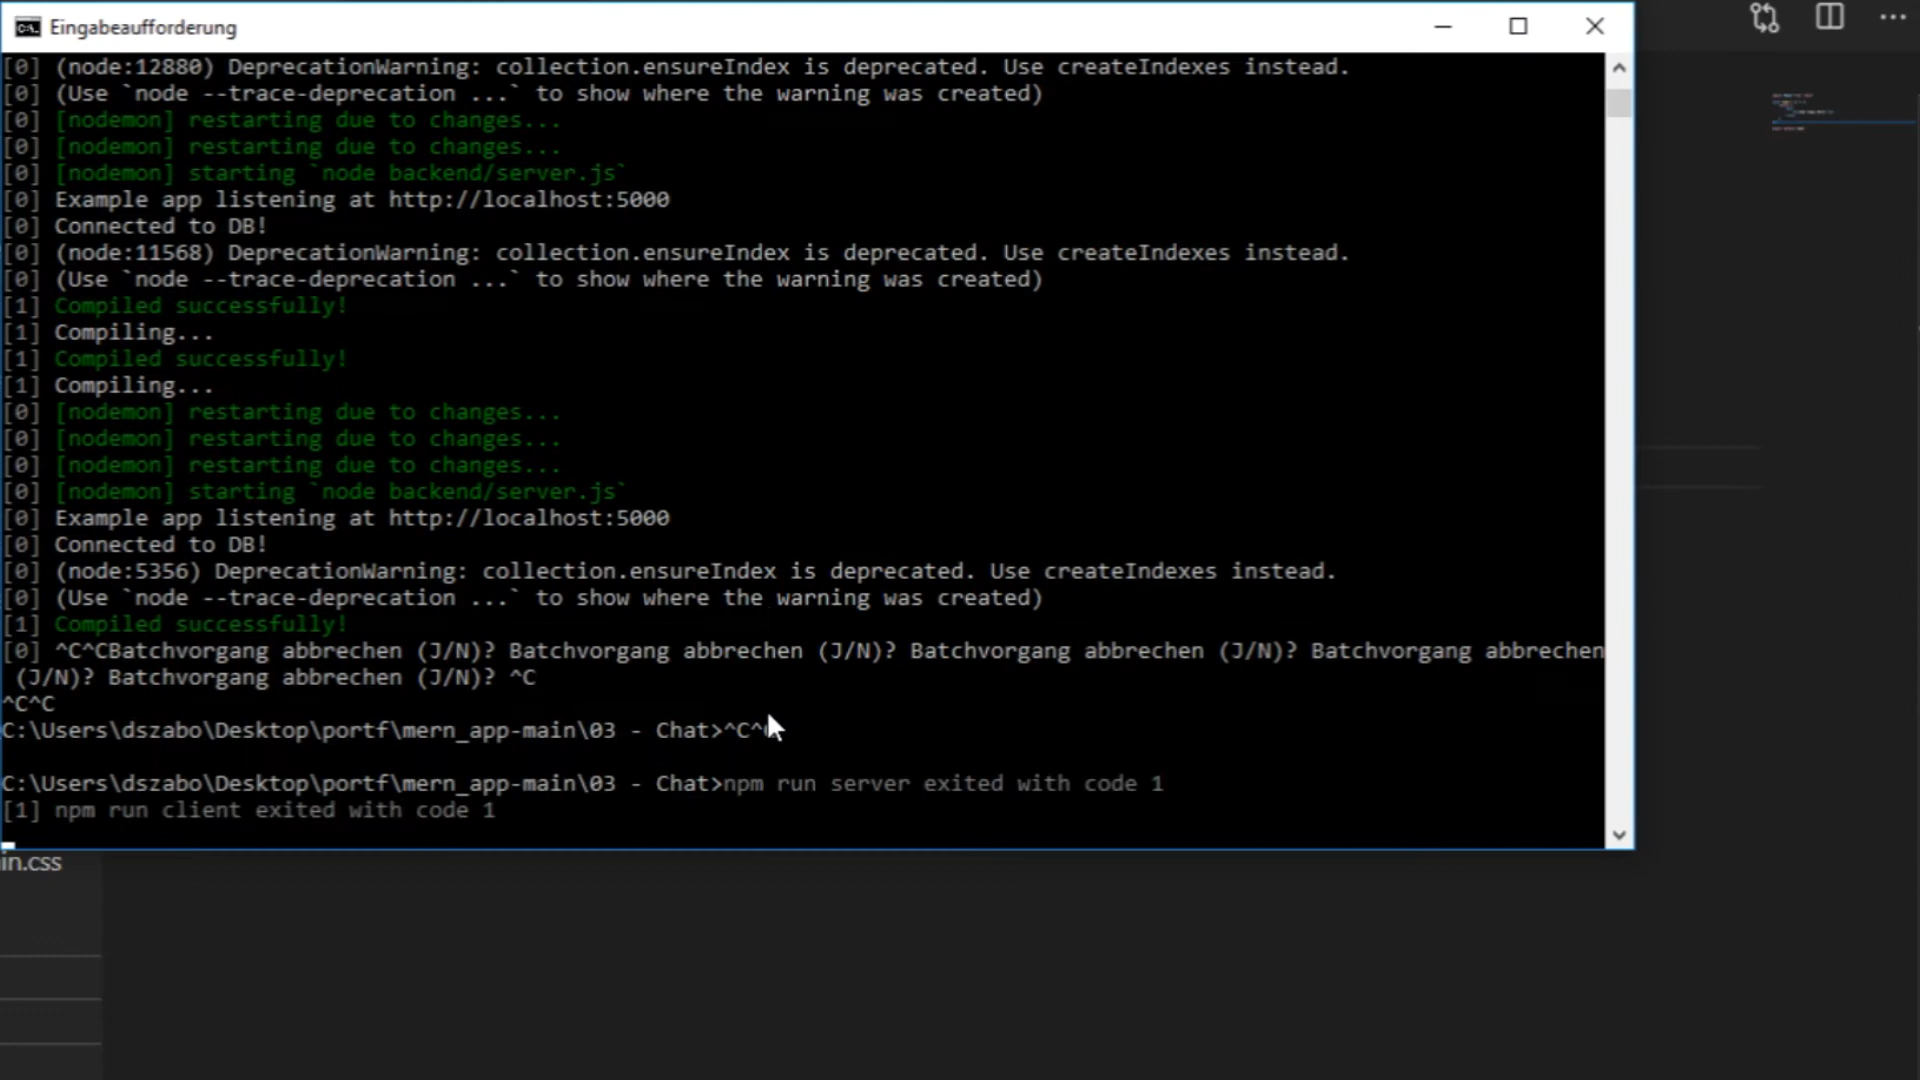 Eingabeaufforderung
[0] (node:12880) DeprecationWarning: collection.ensureIndex is deprecated. Use createIndexes instead.
[0] (Use `node --trace-deprecation ...` to show where the warning was created)
[0] [nodemon] restarting due to changes...
[0] [nodemon] restarting due to changes...
[0] [nodemon] starting `node backend/server.js`
[0] Example app listening at http://localhost:5000
[0] Connected to DB!
[0] (node:11568) DeprecationWarning: collection.ensureIndex is deprecated. Use createIndexes instead.
[0] (Use `node --trace-deprecation ...` to show where the warning was created)
[1] Compiled successfully!
[1] Compiling...
[1] Compiled successfully!
[1] Compiling...
[0] [nodemon] restarting due to changes...
[0] [nodemon] restarting due to changes...
[0] [nodemon] restarting due to changes...
[0] [nodemon] starting `node backend/server.js`
[0] Example app listening at http://localhost:5000
[0] Connected to DB!
[0] (node:5356) DeprecationWarning: collection.ensureIndex is deprecated. Use createIndexes instead.
[0] (Use `node --trace-deprecation ...` to show where the warning was created)
[1] Compiled successfully!
[0] ^C^CBatchvorgang abbrechen (J/N)? Batchvorgang abbrechen (J/N)? Batchvorgang abbrechen (J/N)? Batchvorgang abbrechen
(J/N)? Batchvorgang abbrechen (J/N)? ^C
^C^C
C:\Users\dszabo\Desktop\portf\mern_app-main\03 - Chat>^C^
C:\Users\dszabo\Desktop\portf\mern_app-main\03 - Chat>npm run server exited with code 1
[1] npm run client exited with code 1
in.css